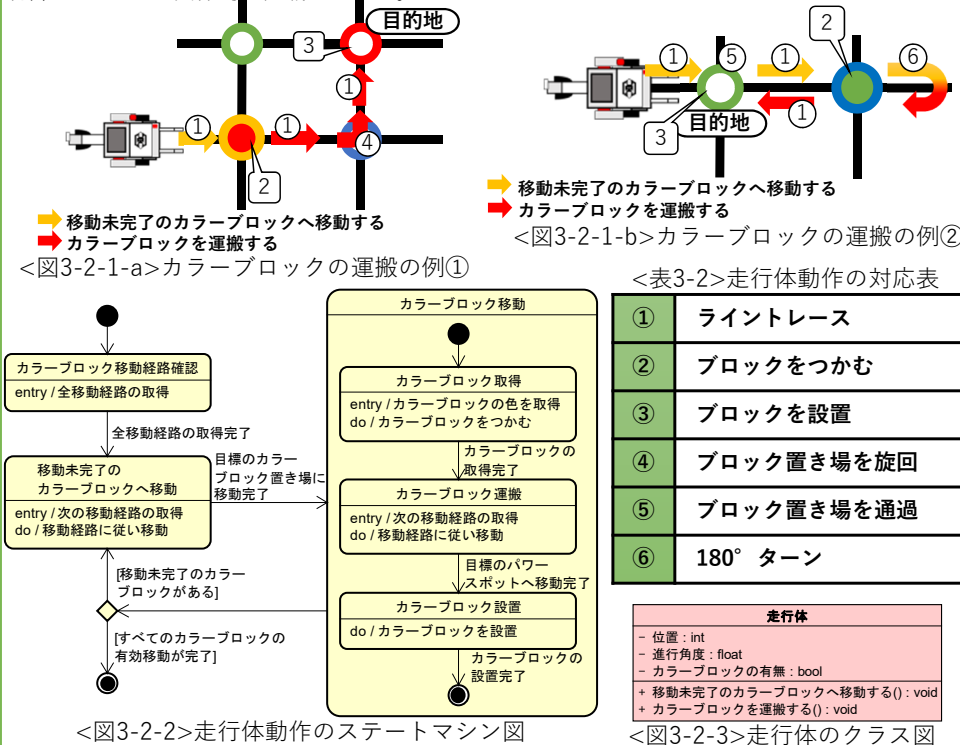 目的地
3
①
①
①
④
2
移動未完了のカラーブロックへ移動する
カラーブロックを運搬する
<図3-2-1-a>カラーブロックの運搬の例①
2
①
⑤
①
⑥
①
3
目的地
移動未完了のカラーブロックへ移動する
カラーブロックを運搬する
<図3-2-1-b>カラーブロックの運搬の例②
カラーブロック移動経路確認
entry / 全移動経路の取得
全移動経路の取得完了
移動未完了の
カラーブロックへ移動
entry / 次の移動経路の取得
do / 移動経路に従い移動
目標のカラー
ブロック置き場に
移動完了
[移動未完了のカラー
ブロックがある]
[すべてのカラーブロックの
有効移動が完了]
カラーブロック移動
カラーブロック取得
entry / カラーブロックの色を取得
do / カラーブロックをつかむ
カラーブロックの
取得完了
カラーブロック運搬
entry / 次の移動経路の取得
do / 移動経路に従い移動
目標のパワー
スポットへ移動完了
カラーブロック設置
do / カラーブロックを設置
カラーブロックの
設置完了
<図3-2-2>走行体動作のステートマシン図
<表3-2>走行体動作の対応表
① ライントレース
② ブロックをつかむ
③ ブロックを設置
④ ブロック置き場を旋回
⑤ ブロック置き場を通過
⑥ 180° ターン
走行体
- 位置 : int
- 進行角度 : float
- カラーブロックの有無 : bool
+ 移動未完了のカラーブロックへ移動する() : void
+ カラーブロックを運搬する() : void
<図3-2-3>走行体のクラス図